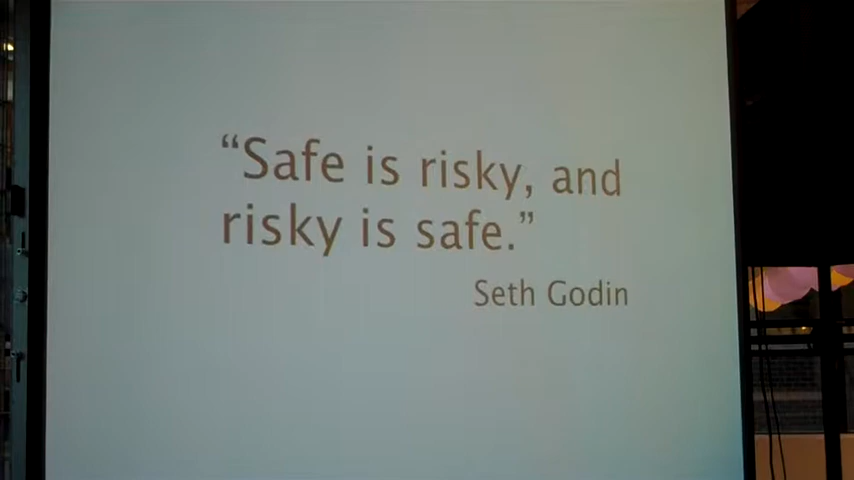 “Safe is risky, and
risky is safe.”
Seth Godin